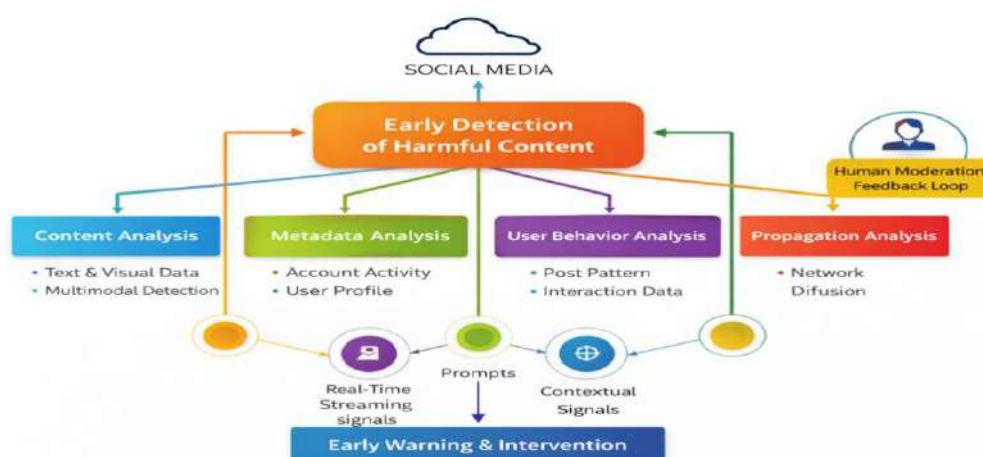 SOCIAL MEDIA
Early Detection
of Harmful Content
Human Moderation
Feedback Loop
Content Analysis
• Text & Visual Data
• Multimodal Detection
Metadata Analysis
• Account Activity
• User Profile
User Behavior Analysis
• Post Pattern
• Interaction Data
Propagation Analysis
• Network
Difusion
Real-Time
Streaming
signals
Prompts
Contextual
Signals
Early Warning & Intervention